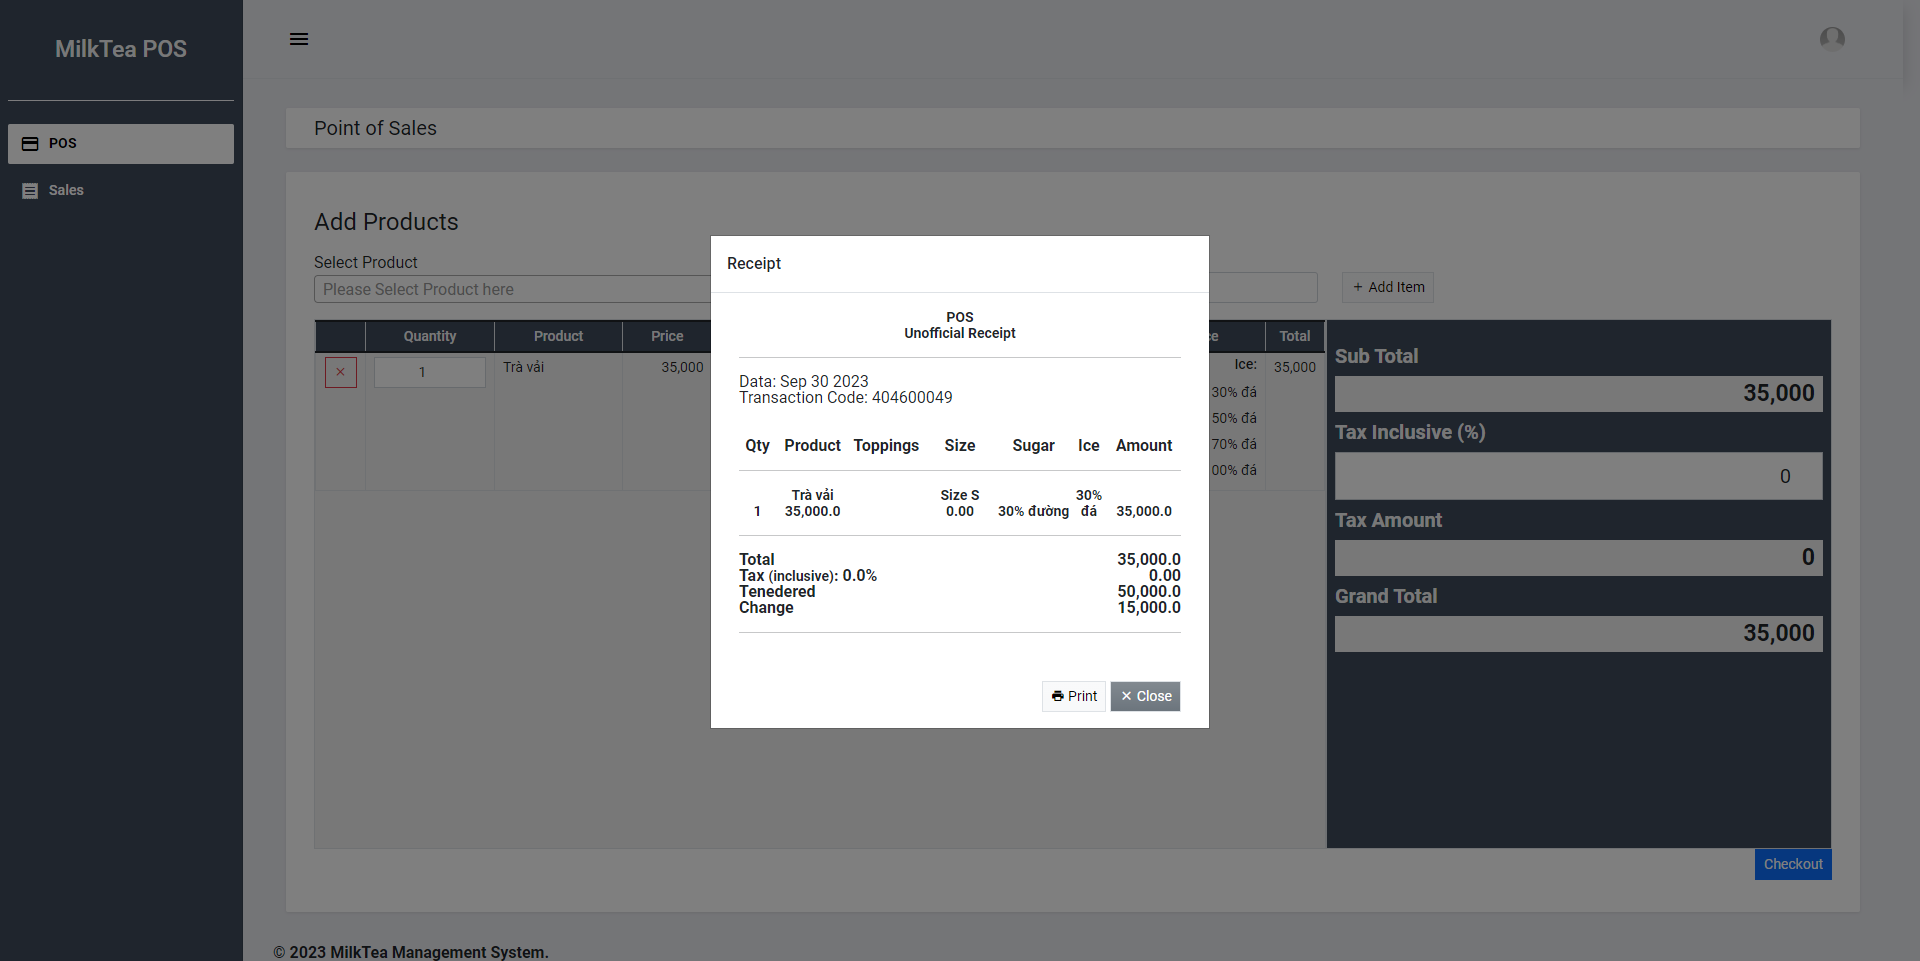 MilkTea POS
POS
Sales
Point of Sales
Add Products
Select Product
Please Select Product here
+ Add Item
Quantity Product Price Total
× 1 Trà vải 35,000 Ice: 35,000
30% đá
50% đá
70% đá
00% đá
Sub Total
35,000
Tax Inclusive (%)
0
Tax Amount
0
Grand Total
35,000
Checkout
Receipt
POS
Unofficial Receipt
Data: Sep 30 2023
Transaction Code: 404600049
Qty Product Toppings Size Sugar Ice Amount
Trà vải Size S 30%
1 35,000.0 0.00 30% đường đá 35,000.0
Total 35,000.0
Tax (inclusive): 0.0% 0.00
Tenedered 50,000.0
Change 15,000.0
Print × Close
© 2023 MilkTea Management System.